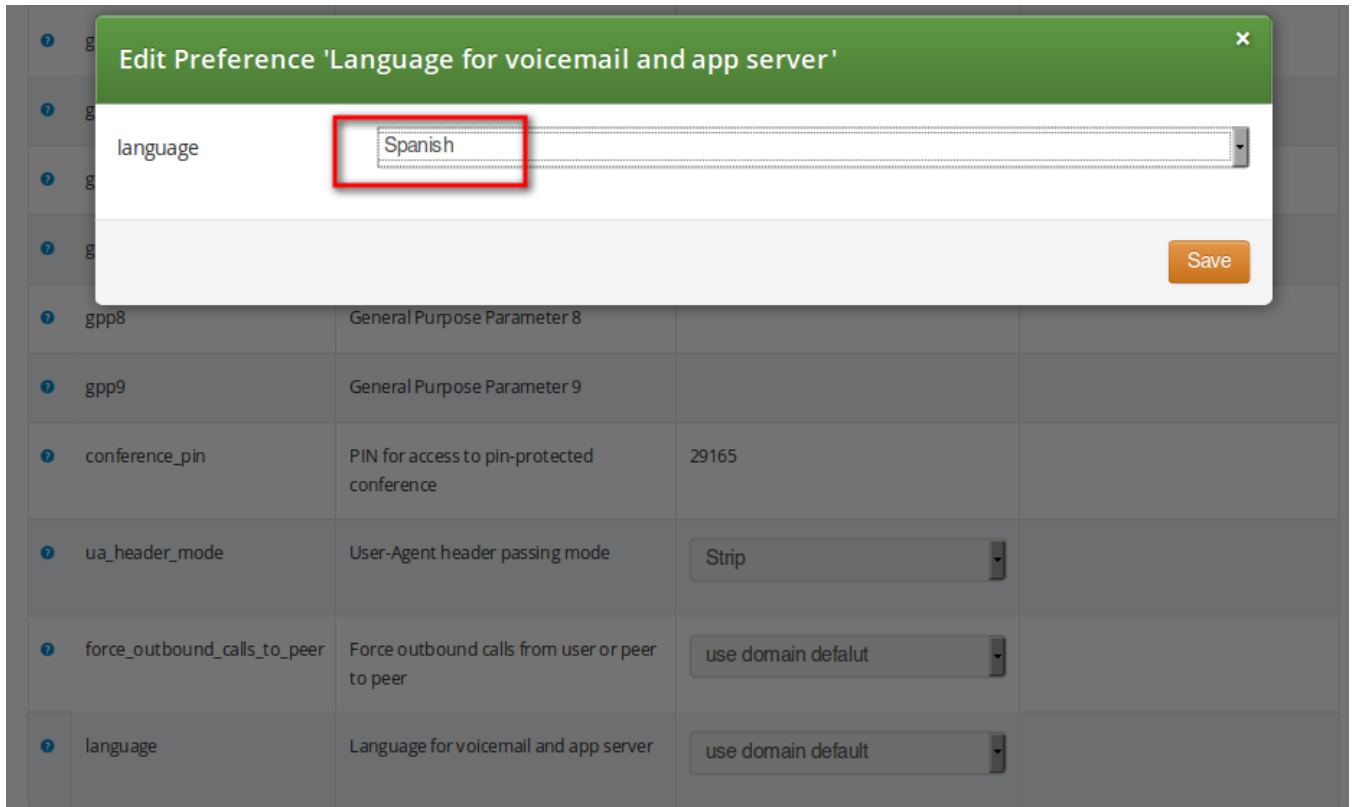 Edit Preference 'Language for voicemail and app server'
×
language
Spanish
Save
g
g
g
g
gpp8 General Purpose Parameter 8
gpp9 General Purpose Parameter 9
conference_pin PIN for access to pin-protected 29165
conference
ua_header_mode User-Agent header passing mode Strip
force_outbound_calls_to_peer Force outbound calls from user or peer use domain defalut
to peer
language Language for voicemail and app server use domain default